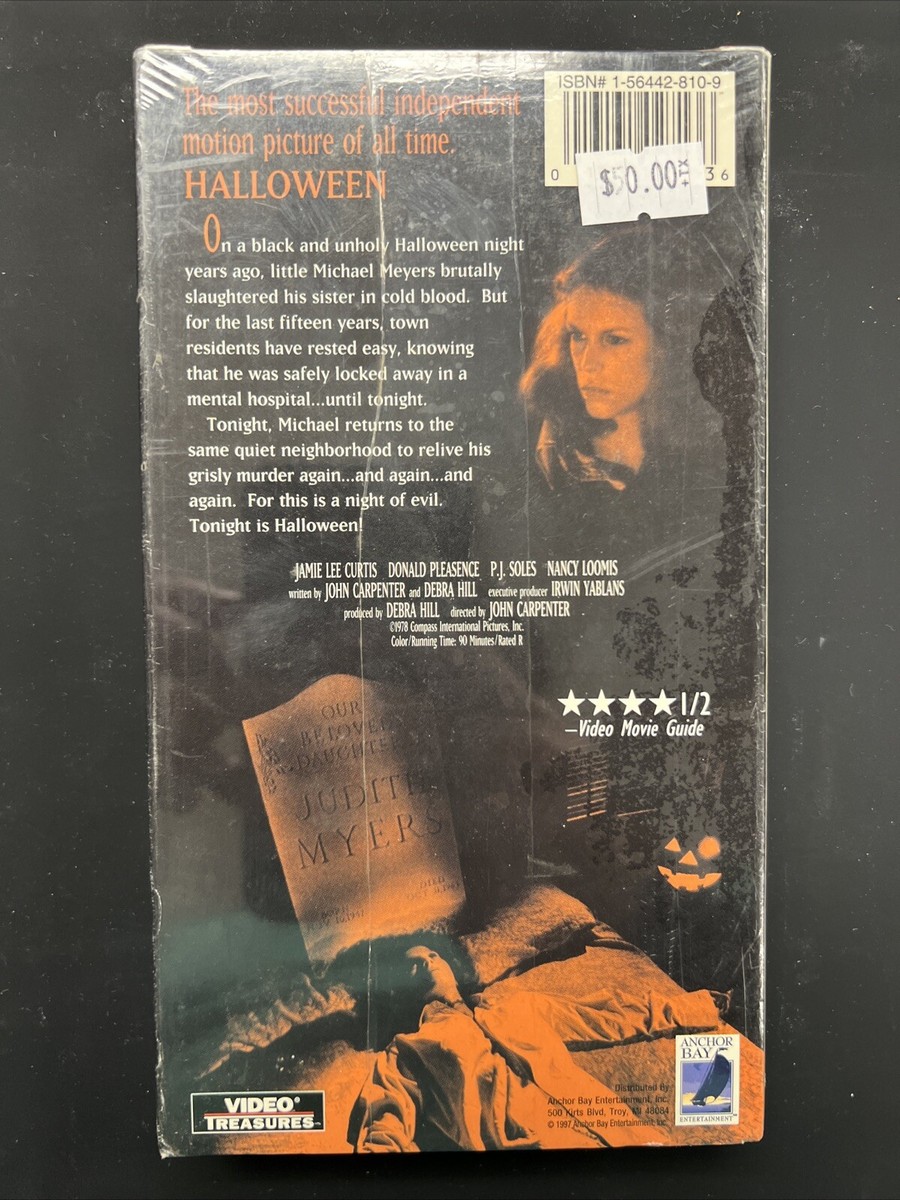 The most successful independent
motion picture of all time.
HALLOWEEN
ISBN# 1-56442-810-9
0
36
$50.00 +TX
On a black and unholy Halloween night
years ago, little Michael Meyers brutally
slaughtered his sister in cold blood. But
for the last fifteen years, town
residents have rested easy, knowing
that he was safely locked away in a
mental hospital...until tonight.
Tonight, Michael returns to the
same quiet neighborhood to relive his
grisly murder again...and again...and
again. For this is a night of evil.
Tonight is Halloween!
JAMIE LEE CURTIS DONALD PLEASENCE P.J. SOLES NANCY LOOMIS
written by JOHN CARPENTER and DEBRA HILL executive producer IRWIN YABLANS
produced by DEBRA HILL directed by JOHN CARPENTER
©1978 Compass International Pictures, Inc.
Color/Running Time: 90 Minutes/Rated R
★★★★1/2
—Video Movie Guide
OUR
BELOVED
DAUGHTER
JUDITH
MYERS
VIDEO®
TREASURES™
Distributed By
Anchor Bay Entertainment, Inc.
500 Kirts Blvd, Troy, MI 48084
© 1997 Anchor Bay Entertainment, Inc.
ANCHOR
BAY
ENTERTAINMENT